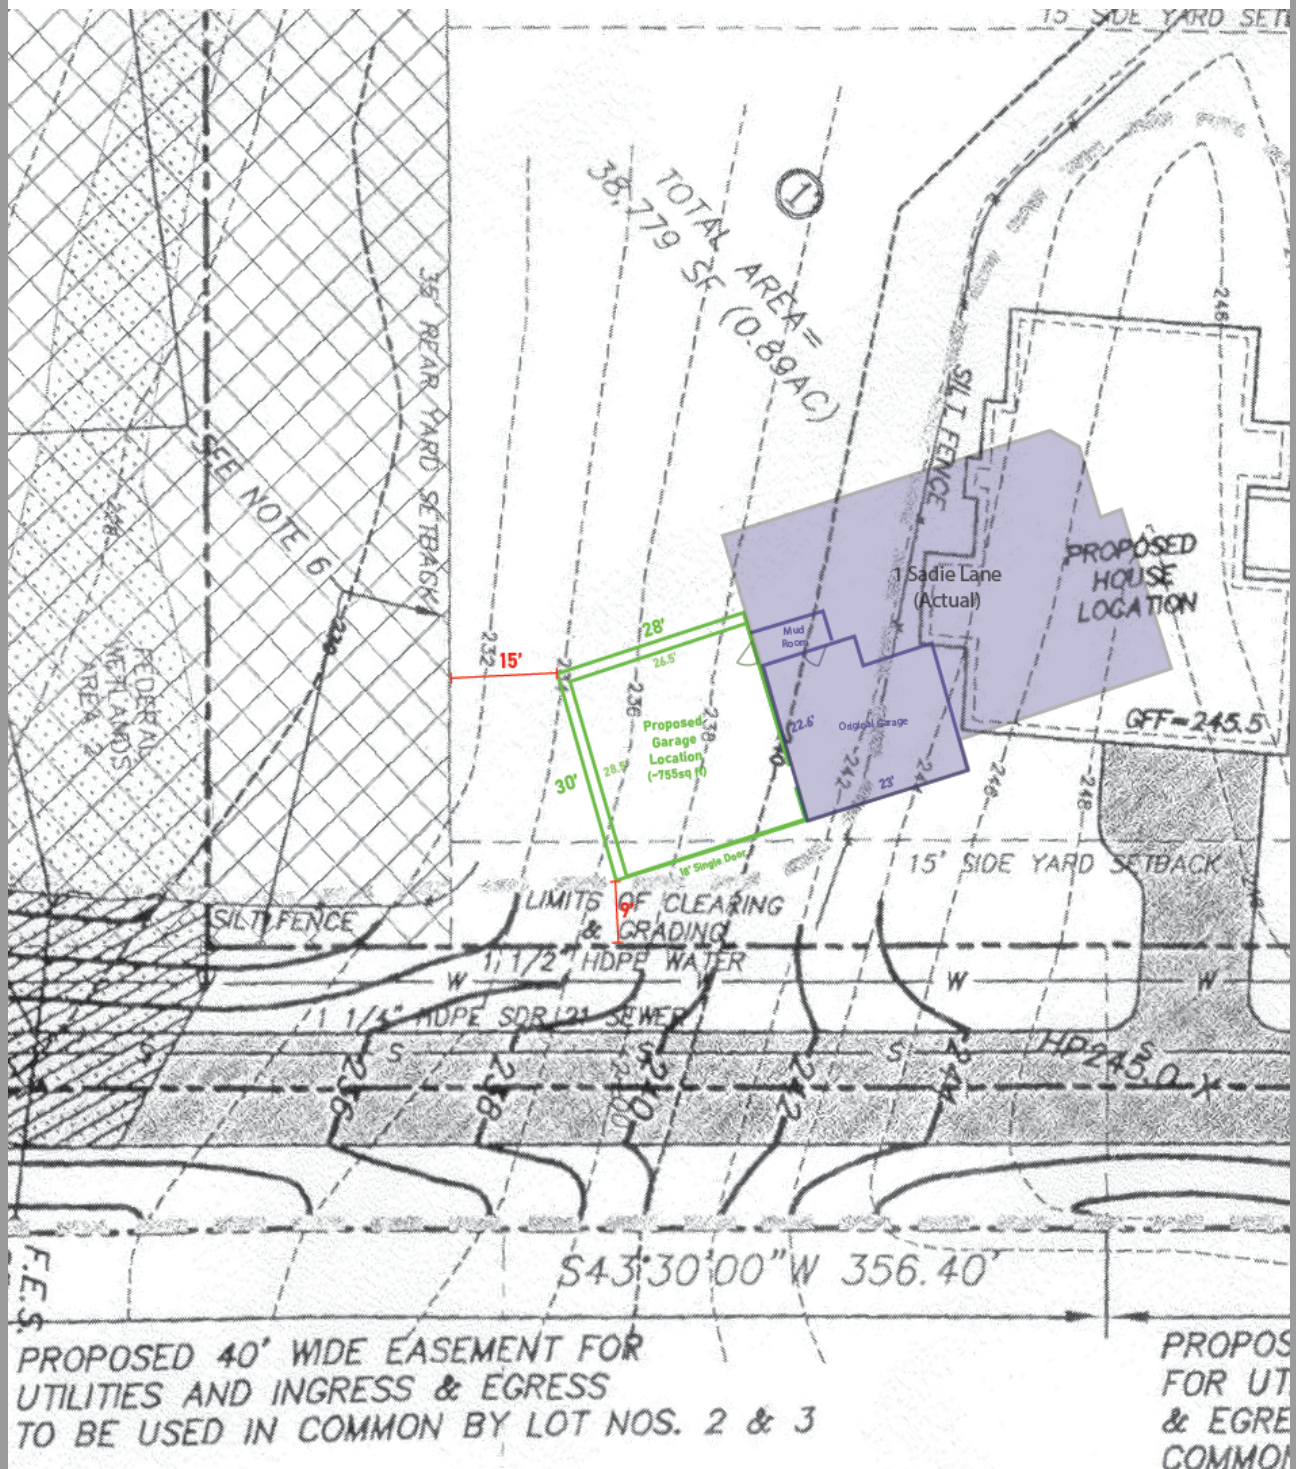 15' SIDE YARD SET
1
TOTAL AREA=
38,779 SF (0.89AC)
35' REAR YARD SETBACK
SILT FENCE
246
SEE NOTE 6
PROPOSED
HOUSE
LOCATION
1 Sadie Lane
(Actual)
Mud
Room
28'
26.5'
15'
232
234
236
238
230
FEDERAL
WETLANDS
AREA
Proposed
Garage
Location
(~755sq ft)
28.5'
30'
22.6'
Original Garage
23'
GFF=245.5
242
246
248
18' Single Door
15' SIDE YARD SETBACK
9'
LIMITS OF CLEARING
& GRADING
SILT FENCE
1 1/2" HDPE WATER
W W W W
1 1/4" HDPE SDR 21 SEWER
S S S S S
HP245.0
236
238
240
242
244
S43°30'00"W 356.40'
F.E.S.
PROPOSED 40' WIDE EASEMENT FOR
UTILITIES AND INGRESS & EGRESS
TO BE USED IN COMMON BY LOT NOS. 2 & 3
PROPOS
FOR UT
& EGRE
COMMON